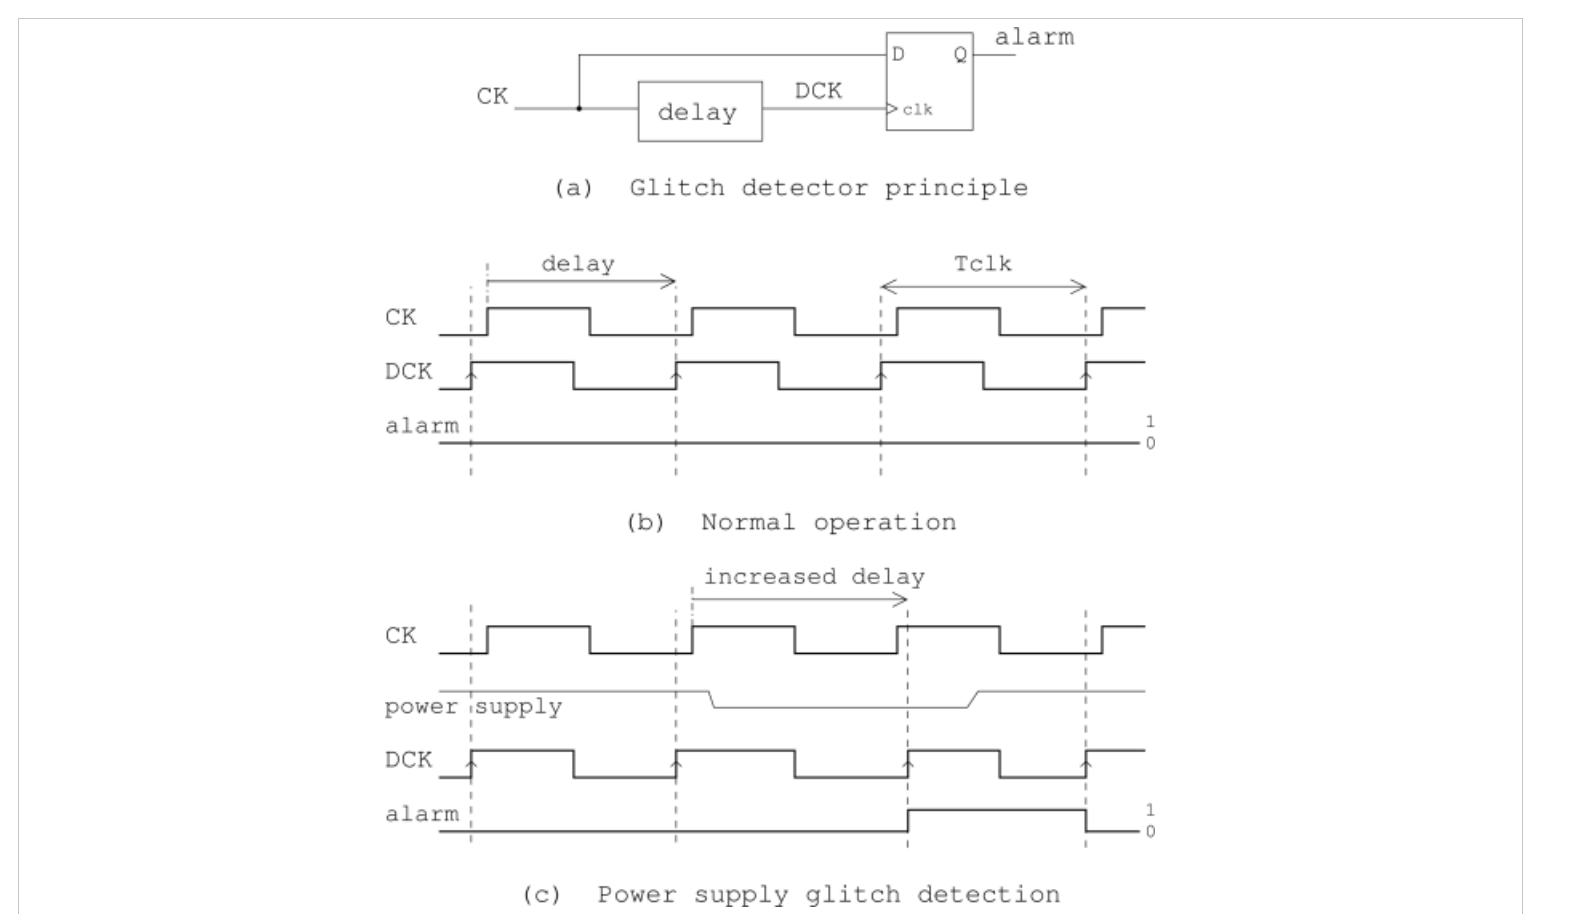 alarm
D Q
CK
DCK
delay
clk
(a) Glitch detector principle
delay
Tclk
CK
DCK
alarm
1
0
(b) Normal operation
increased delay
CK
power supply
DCK
alarm
1
0
(c) Power supply glitch detection